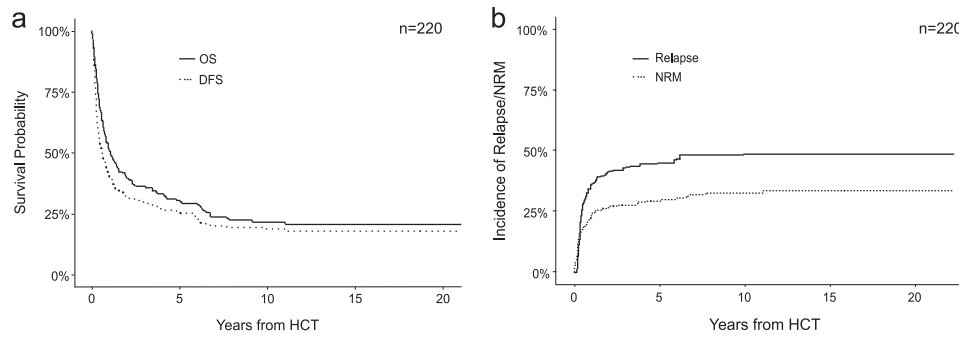 a
n=220
OS
DFS
Survival Probability
100%
75%
50%
25%
0%
0 5 10 15 20
Years from HCT
b
n=220
Relapse
NRM
Incidence of Relapse/NRM
100%
75%
50%
25%
0%
0 5 10 15 20
Years from HCT